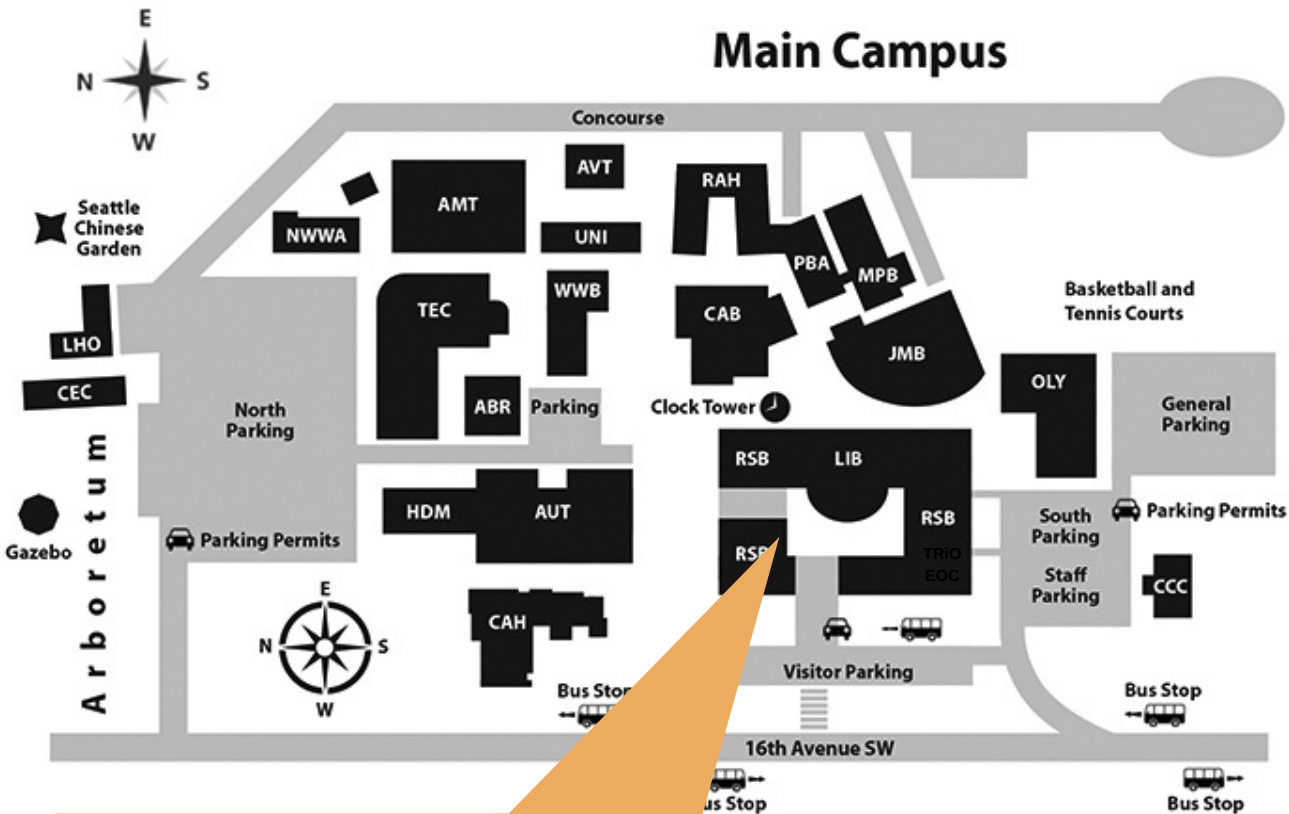 E
N S
W
Main Campus
Concourse
AVT
RAH
AMT
Seattle
Chinese
Garden
NWWA
UNI
PBA
MPB
WWB
Basketball and
Tennis Courts
TEC
CAB
LHO
JMB
OLY
CEC
ABR
Parking
Clock Tower
North
Parking
General
Parking
RSB
LIB
Arboretum
HDM
AUT
RSB
South
Parking
Parking Permits
Gazebo
Parking Permits
RSB
TRiO
EOC
Staff
Parking
CCC
E
N S
W
CAH
Visitor Parking
Bus Stop
Bus Stop
16th Avenue SW
us Stop
Bus Stop